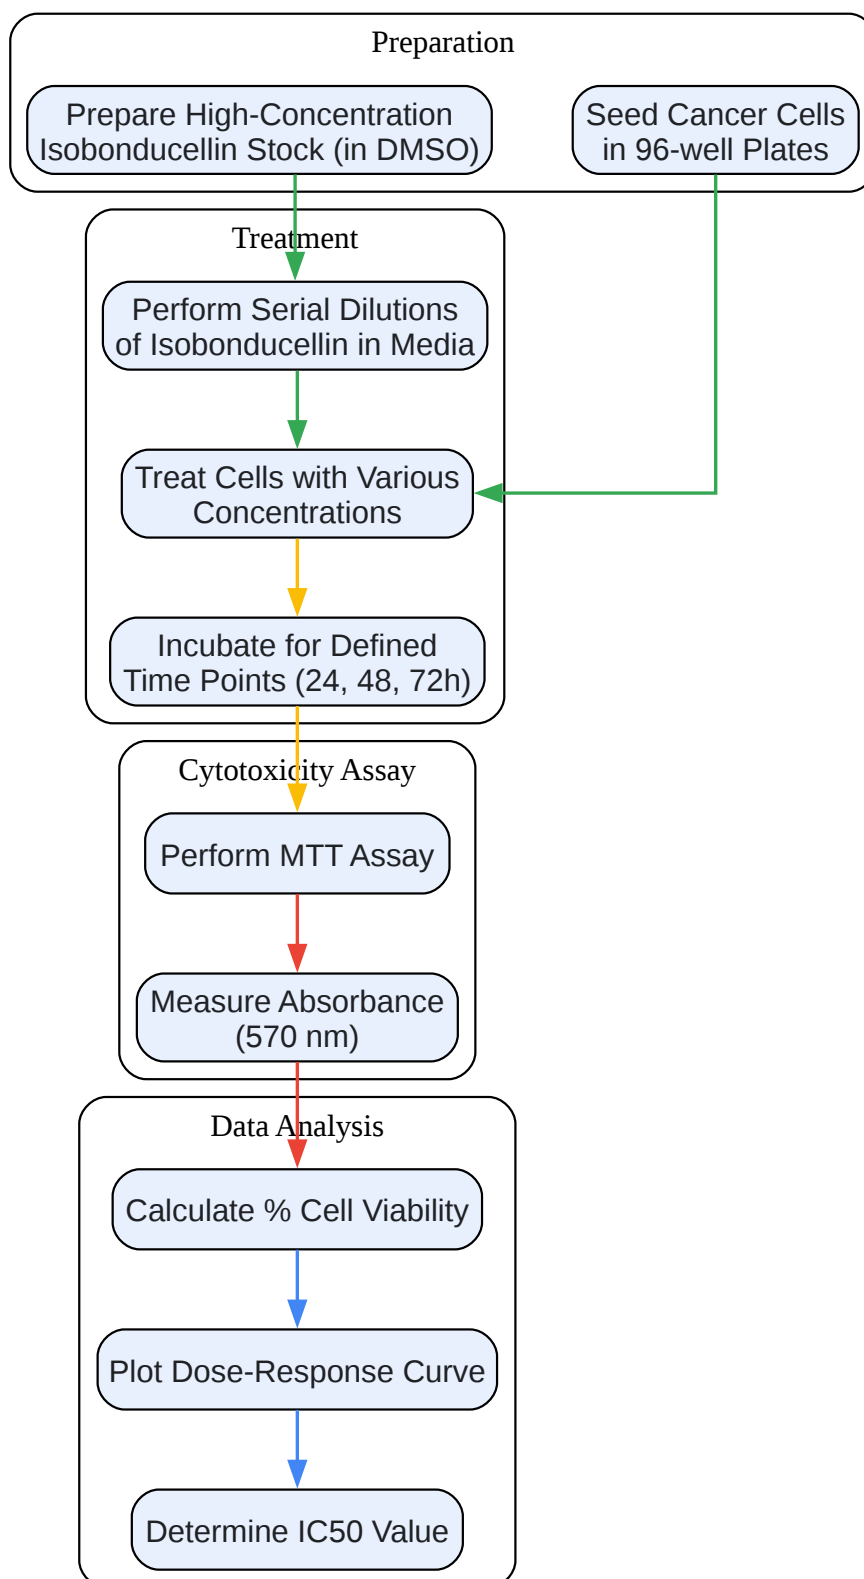 Preparation
Prepare High-Concentration
Isobonducellin Stock (in DMSO)
Seed Cancer Cells
in 96-well Plates
Treatment
Perform Serial Dilutions
of Isobonducellin in Media
Treat Cells with Various
Concentrations
Incubate for Defined
Time Points (24, 48, 72h)
Cytotoxicity Assay
Perform MTT Assay
Measure Absorbance
(570 nm)
Data Analysis
Calculate % Cell Viability
Plot Dose-Response Curve
Determine IC50 Value